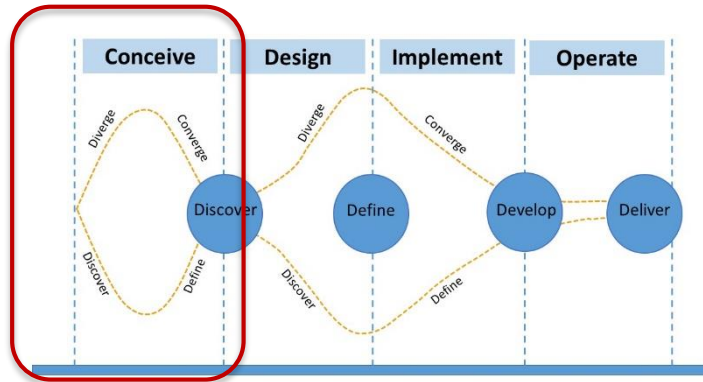 Conceive
Design
Implement
Operate
Diverge
Converge
Diverge
Converge
Discover
Define
Develop
Deliver
Discover
Define
Discover
Define